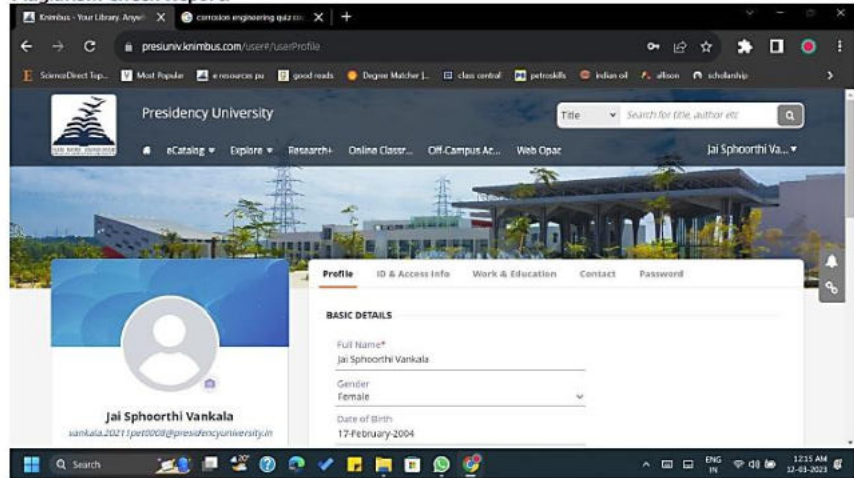 Knimbus - Your Library. Anyw
corrosion engineering quiz
presiuniv.knimbus.com/user#/userProfile
ScienceDirect Top...
Most Popular
e resources pu
good reads
Degree Matcher |...
class central
petroskills
indian oil
allison
scholarship
Presidency University
Title
Search for title, author etc
eCatalog
Explore
Research+
Online Classr...
Off-Campus Ac...
Web Opac
Jai Sphoorthi Va...
Profile
ID & Access Info
Work & Education
Contact
Password
BASIC DETAILS
Full Name*
Jai Sphoorthi Vankala
Gender
Female
Date of Birth
17-February-2004
Jai Sphoorthi Vankala
vankala.20211pet0008@presidencyuniversity.in
Search
20°
ENG
IN
12:15 AM
12-03-2023